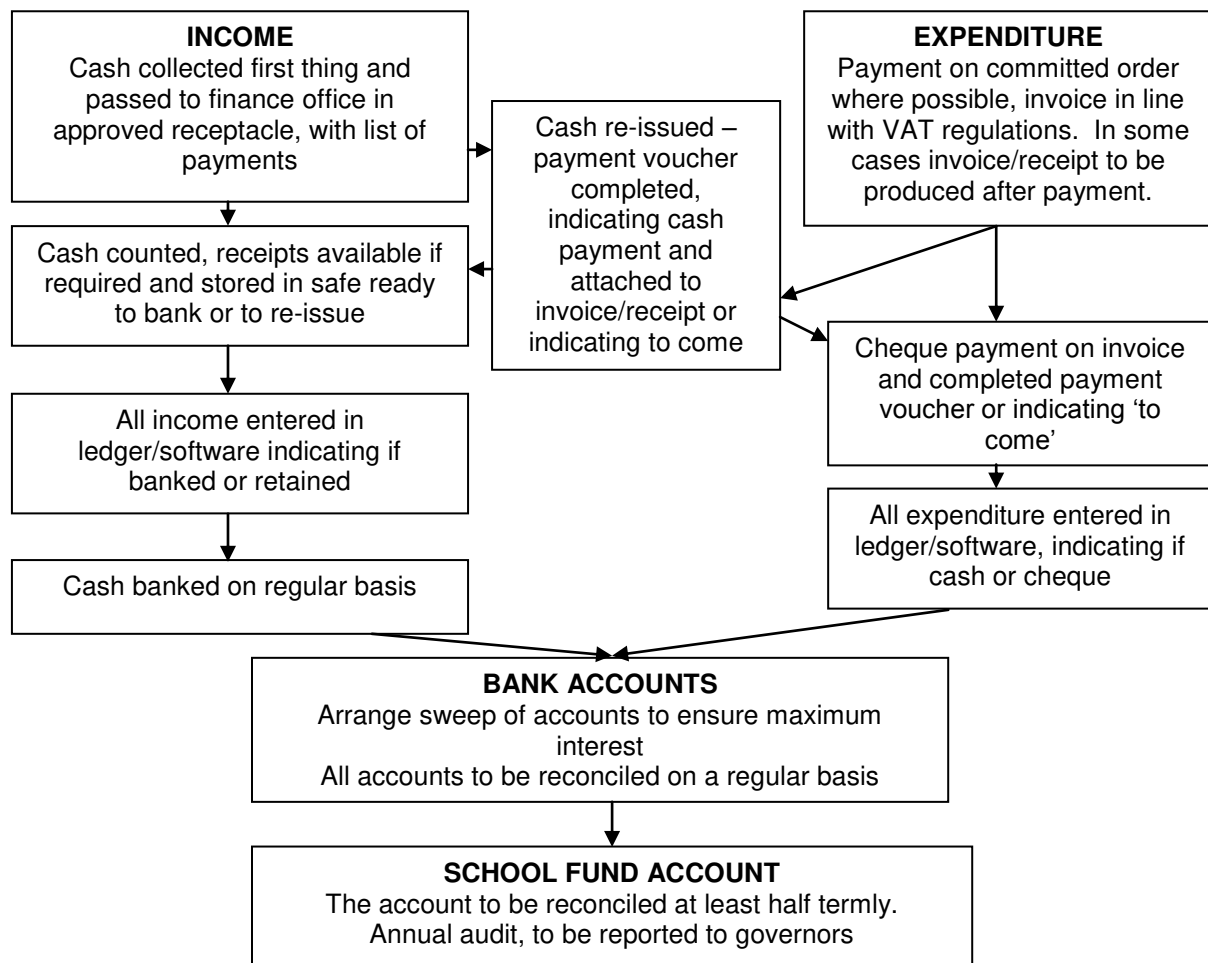 INCOME
Cash collected first thing and
passed to finance office in
approved receptacle, with list of
payments
Cash re-issued –
payment voucher
completed,
indicating cash
payment and
attached to
invoice/receipt or
indicating to come
EXPENDITURE
Payment on committed order
where possible, invoice in line
with VAT regulations. In some
cases invoice/receipt to be
produced after payment.
Cash counted, receipts available if
required and stored in safe ready
to bank or to re-issue
Cheque payment on invoice
and completed payment
voucher or indicating ‘to
come’
All income entered in
ledger/software indicating if
banked or retained
All expenditure entered in
ledger/software, indicating if
cash or cheque
Cash banked on regular basis
BANK ACCOUNTS
Arrange sweep of accounts to ensure maximum
interest
All accounts to be reconciled on a regular basis
SCHOOL FUND ACCOUNT
The account to be reconciled at least half termly.
Annual audit, to be reported to governors